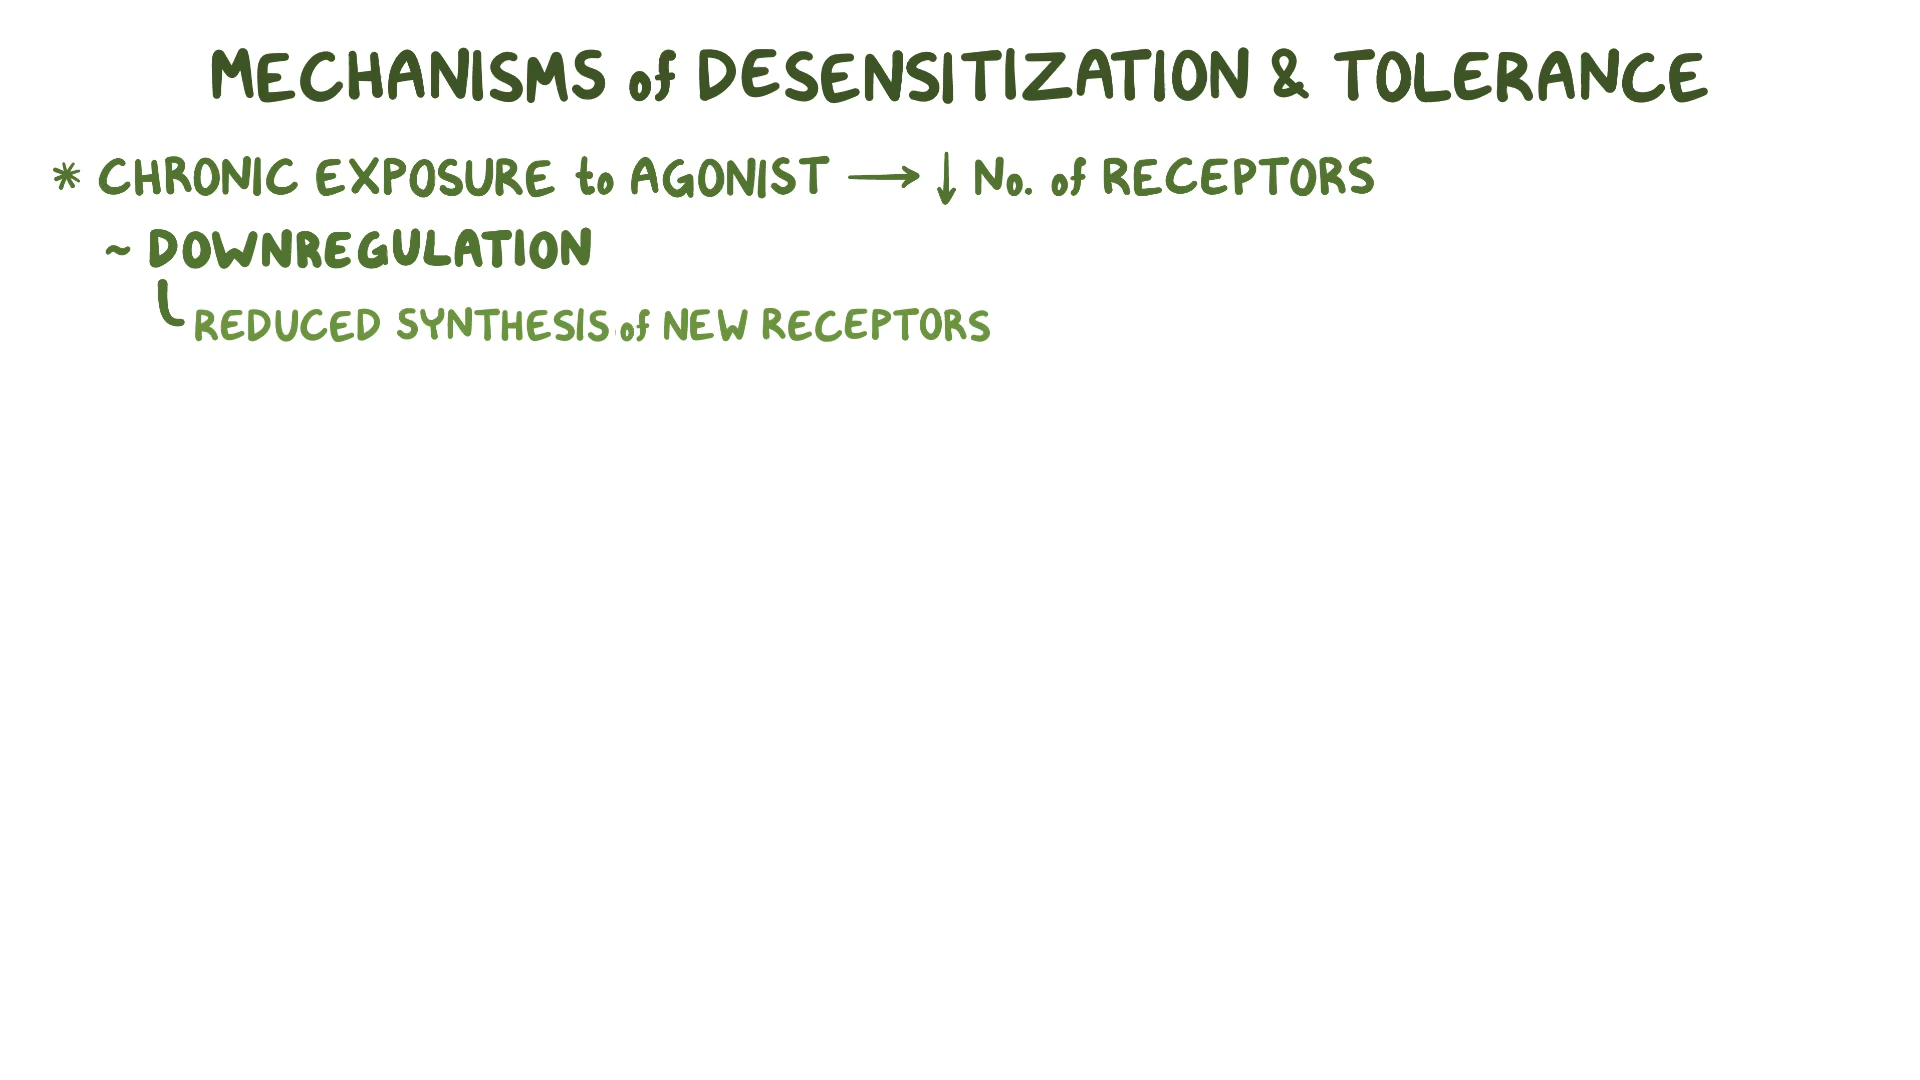 MECHANISMS of DESENSITIZATION & TOLERANCE
* CHRONIC EXPOSURE to AGONIST → ↓ No. of RECEPTORS
~ DOWNREGULATION
REDUCED SYNTHESIS of NEW RECEPTORS